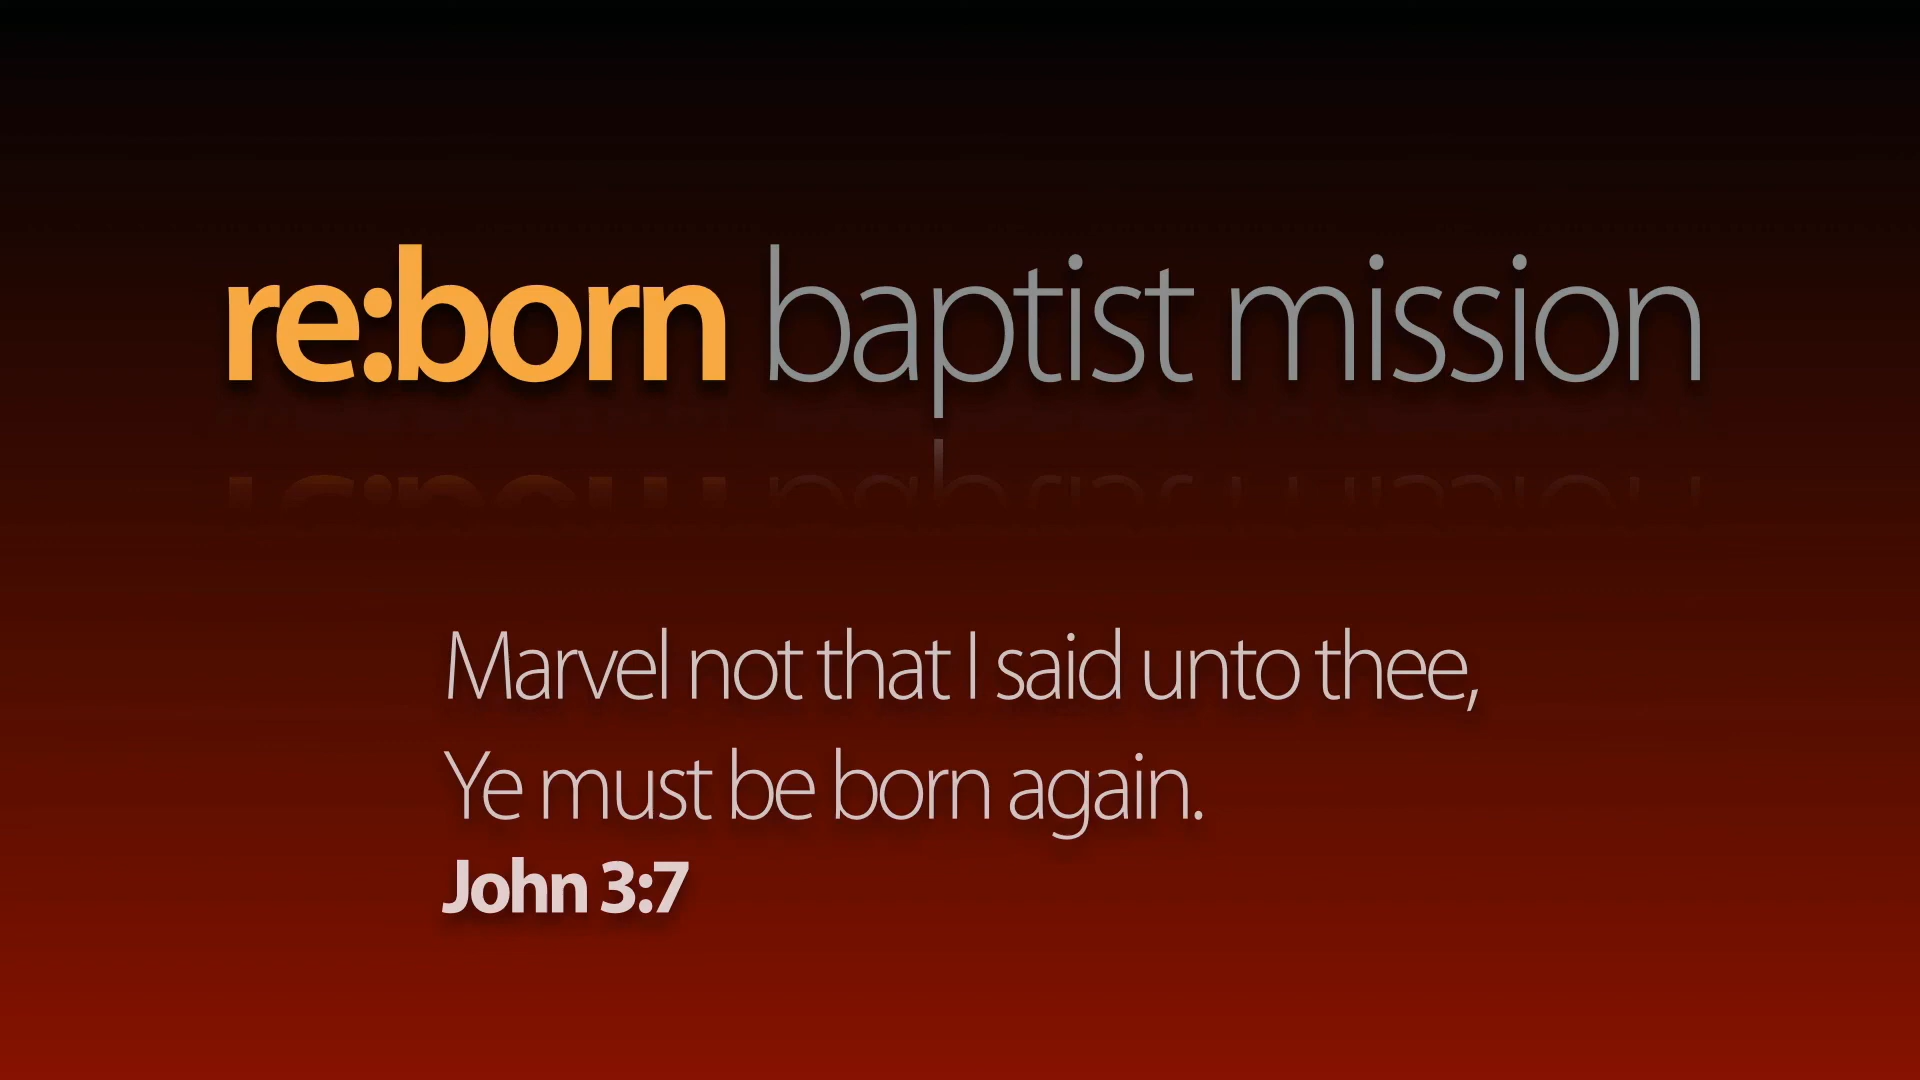 re:born baptist mission
Marvel not that I said unto thee,
Ye must be born again.
John 3:7